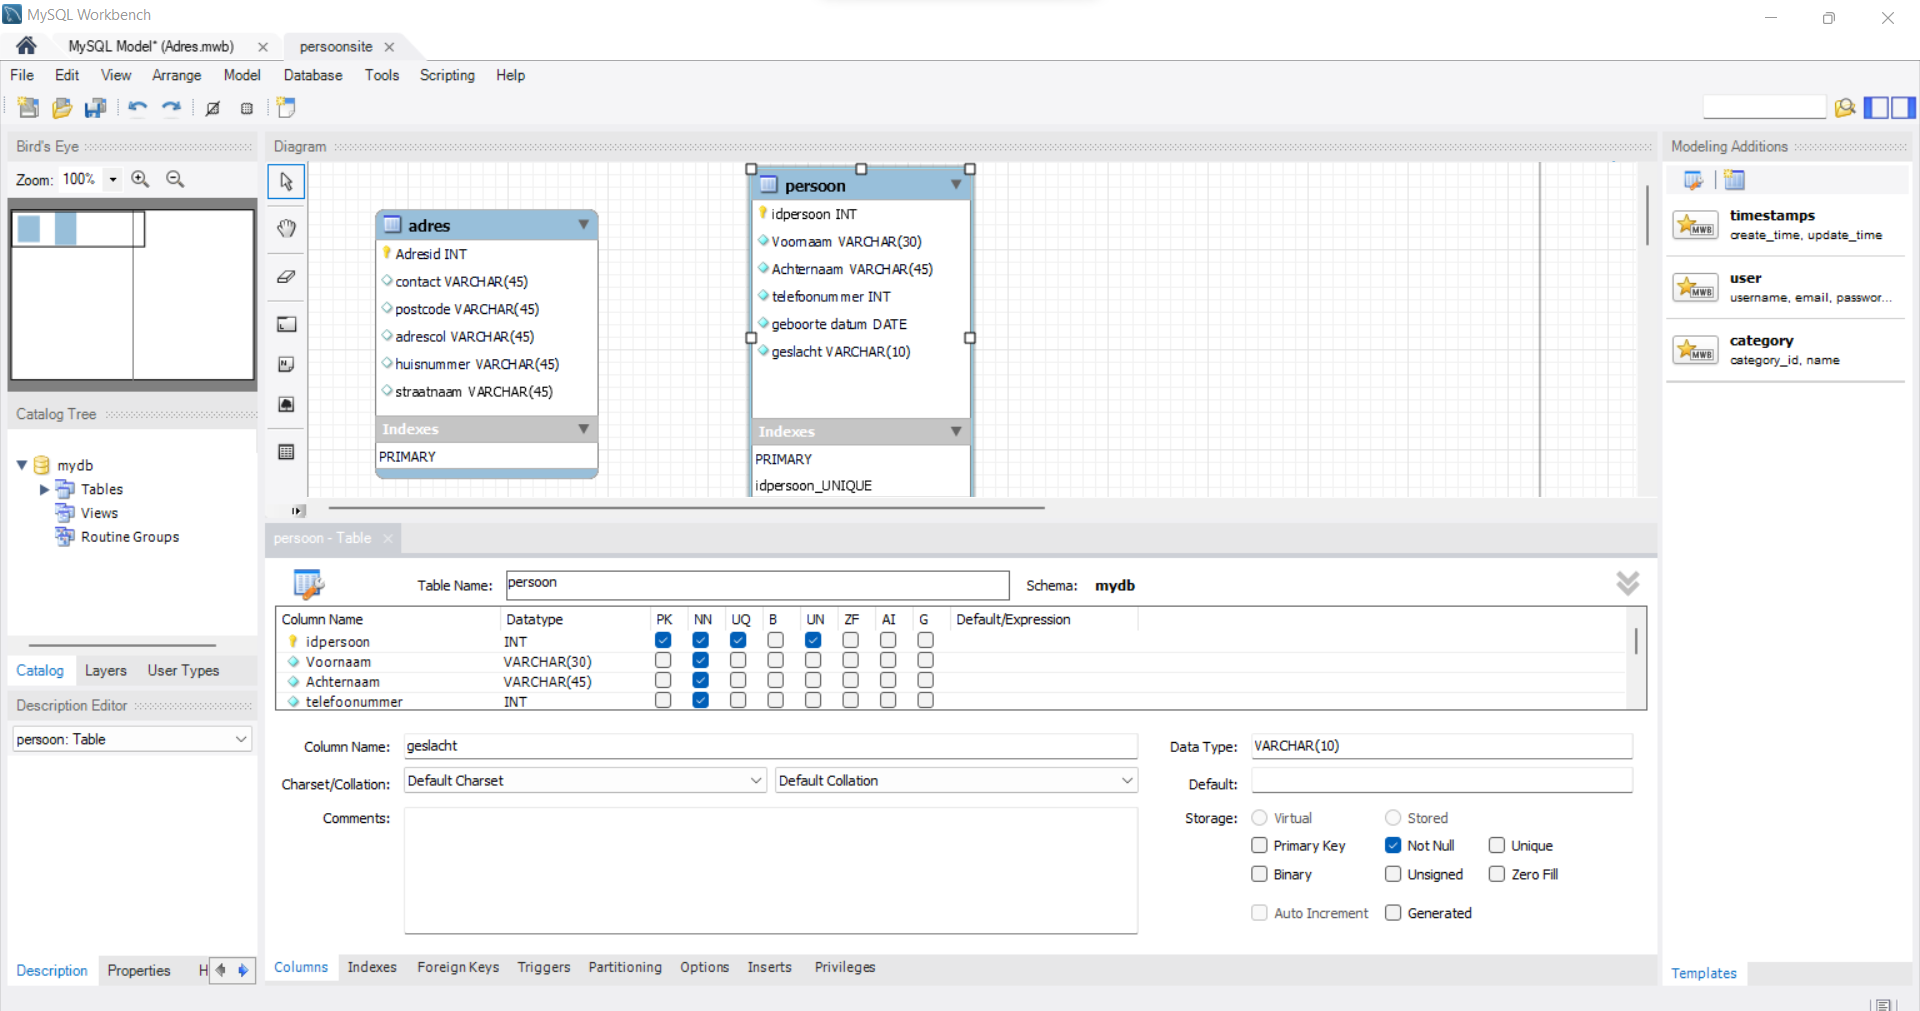 MySQL Workbench
MySQL Model* (Adres.mwb)
persoonsite
File Edit View Arrange Model Database Tools Scripting Help
Bird's Eye
Zoom: 100%
Diagram
Modeling Additions
adres
Adresid INT
contact VARCHAR(45)
postcode VARCHAR(45)
adrescol VARCHAR(45)
huisnummer VARCHAR(45)
straatnaam VARCHAR(45)
Indexes
PRIMARY
persoon
idpersoon INT
Voornaam VARCHAR(30)
Achternaam VARCHAR(45)
telefoonummer INT
geboorte datum DATE
geslacht VARCHAR(10)
Indexes
PRIMARY
idpersoon_UNIQUE
MWB
timestamps
create_time, update_time
MWB
user
username, email, passwor...
MWB
category
category_id, name
Catalog Tree
mydb
Tables
Views
Routine Groups
Catalog Layers User Types
Description Editor
persoon: Table
Description Properties H
persoon - Table
Table Name: persoon Schema: mydb
Column Name Datatype PK NN UQ B UN ZF AI G Default/Expression
idpersoon INT
Voornaam VARCHAR(30)
Achternaam VARCHAR(45)
telefoonummer INT
Column Name: geslacht Data Type: VARCHAR(10)
Charset/Collation: Default Charset Default Collation Default:
Comments: Storage: Virtual Stored
Primary Key Not Null Unique
Binary Unsigned Zero Fill
Auto Increment Generated
Columns Indexes Foreign Keys Triggers Partitioning Options Inserts Privileges
Templates